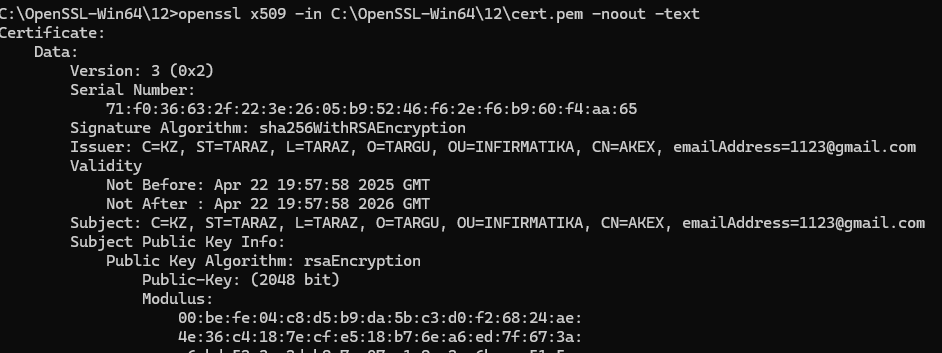 C:\OpenSSL-Win64\12>openssl x509 -in C:\OpenSSL-Win64\12\cert.pem -noout -text
Certificate:
Data:
Version: 3 (0x2)
Serial Number:
71:f0:36:63:2f:22:3e:26:05:b9:52:46:f6:2e:f6:b9:60:f4:aa:65
Signature Algorithm: sha256WithRSAEncryption
Issuer: C=KZ, ST=TARAZ, L=TARAZ, O=TARGU, OU=INFIRMATIKA, CN=AKEX, emailAddress=1123@gmail.com
Validity
Not Before: Apr 22 19:57:58 2025 GMT
Not After : Apr 22 19:57:58 2026 GMT
Subject: C=KZ, ST=TARAZ, L=TARAZ, O=TARGU, OU=INFIRMATIKA, CN=AKEX, emailAddress=1123@gmail.com
Subject Public Key Info:
Public Key Algorithm: rsaEncryption
Public-Key: (2048 bit)
Modulus:
00:be:fe:04:c8:d5:b9:da:5b:c3:d0:f2:68:24:ae:
4e:36:c4:18:7e:cf:e5:18:b7:6e:a6:ed:7f:67:3a: